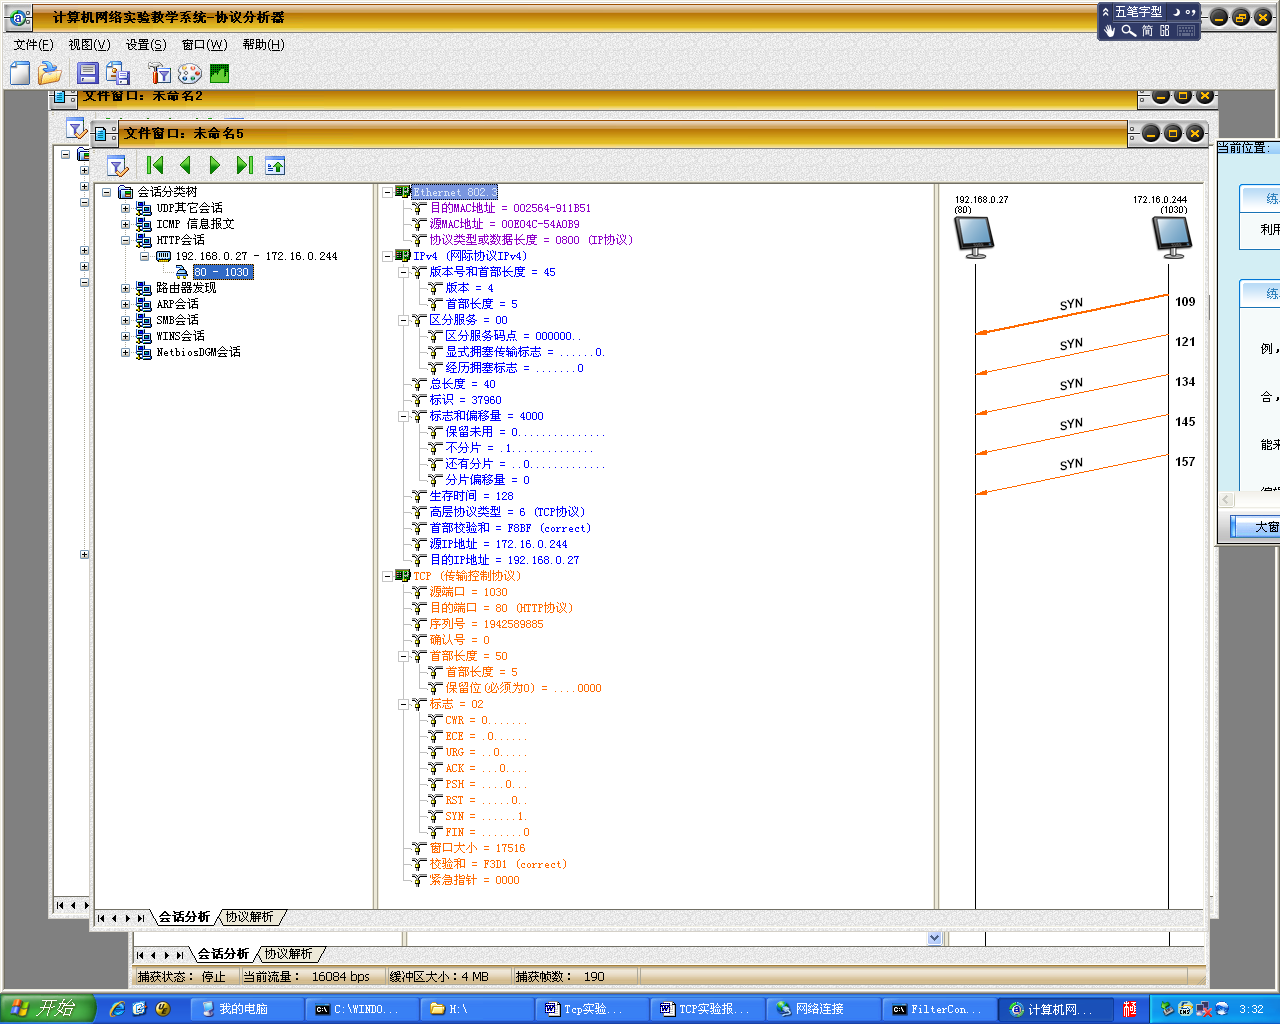 计算机网络实验教学系统-协议分析器
五笔字型
简
文件(F) 视图(V) 设置(S) 窗口(W) 帮助(H)
文件窗口: 未命名2
文件窗口: 未命名5
当前位置:
会话分类树
UDP其它会话
ICMP 信息报文
HTTP会话
192.168.0.27 - 172.16.0.244
80 - 1030
路由器发现
ARP会话
SMB会话
WINS会话
NetbiosDGM会话
Ethernet 802.3
目的MAC地址 = 002564-911B51
源MAC地址 = 00E04C-54A0B9
协议类型或数据长度 = 0800 (IP协议)
IPv4 (网际协议IPv4)
版本号和首部长度 = 45
版本 = 4
首部长度 = 5
区分服务 = 00
区分服务码点 = 000000..
显式拥塞传输标志 = ......0.
经历拥塞标志 = .......0
总长度 = 40
标识 = 37960
标志和偏移量 = 4000
保留未用 = 0...............
不分片 = .1..............
还有分片 = ..0.............
分片偏移量 = 0
生存时间 = 128
高层协议类型 = 6 (TCP协议)
首部校验和 = F8BF (correct)
源IP地址 = 172.16.0.244
目的IP地址 = 192.168.0.27
TCP (传输控制协议)
源端口 = 1030
目的端口 = 80 (HTTP协议)
序列号 = 1942589885
确认号 = 0
首部长度 = 50
首部长度 = 5
保留位(必须为0) = ....0000
标志 = 02
CWR = 0.......
ECE = .0......
URG = ..0.....
ACK = ...0....
PSH = ....0...
RST = .....0..
SYN = ......1.
FIN = .......0
窗口大小 = 17516
校验和 = F3D1 (correct)
紧急指针 = 0000
192.168.0.27
(80)
172.16.0.244
(1030)
SYN 109
SYN 121
SYN 134
SYN 145
SYN 157
练
利用
练
例，
合，
能来
大窗
会话分析 协议解析
会话分析 协议解析
捕获状态: 停止 当前流量: 16084 bps 缓冲区大小: 4 MB 捕获帧数: 190
开始 我的电脑 C:\WINDO... H:\ Tcp实验... TCP实验报... 网络连接 FilterCon... 计算机网... 3:32